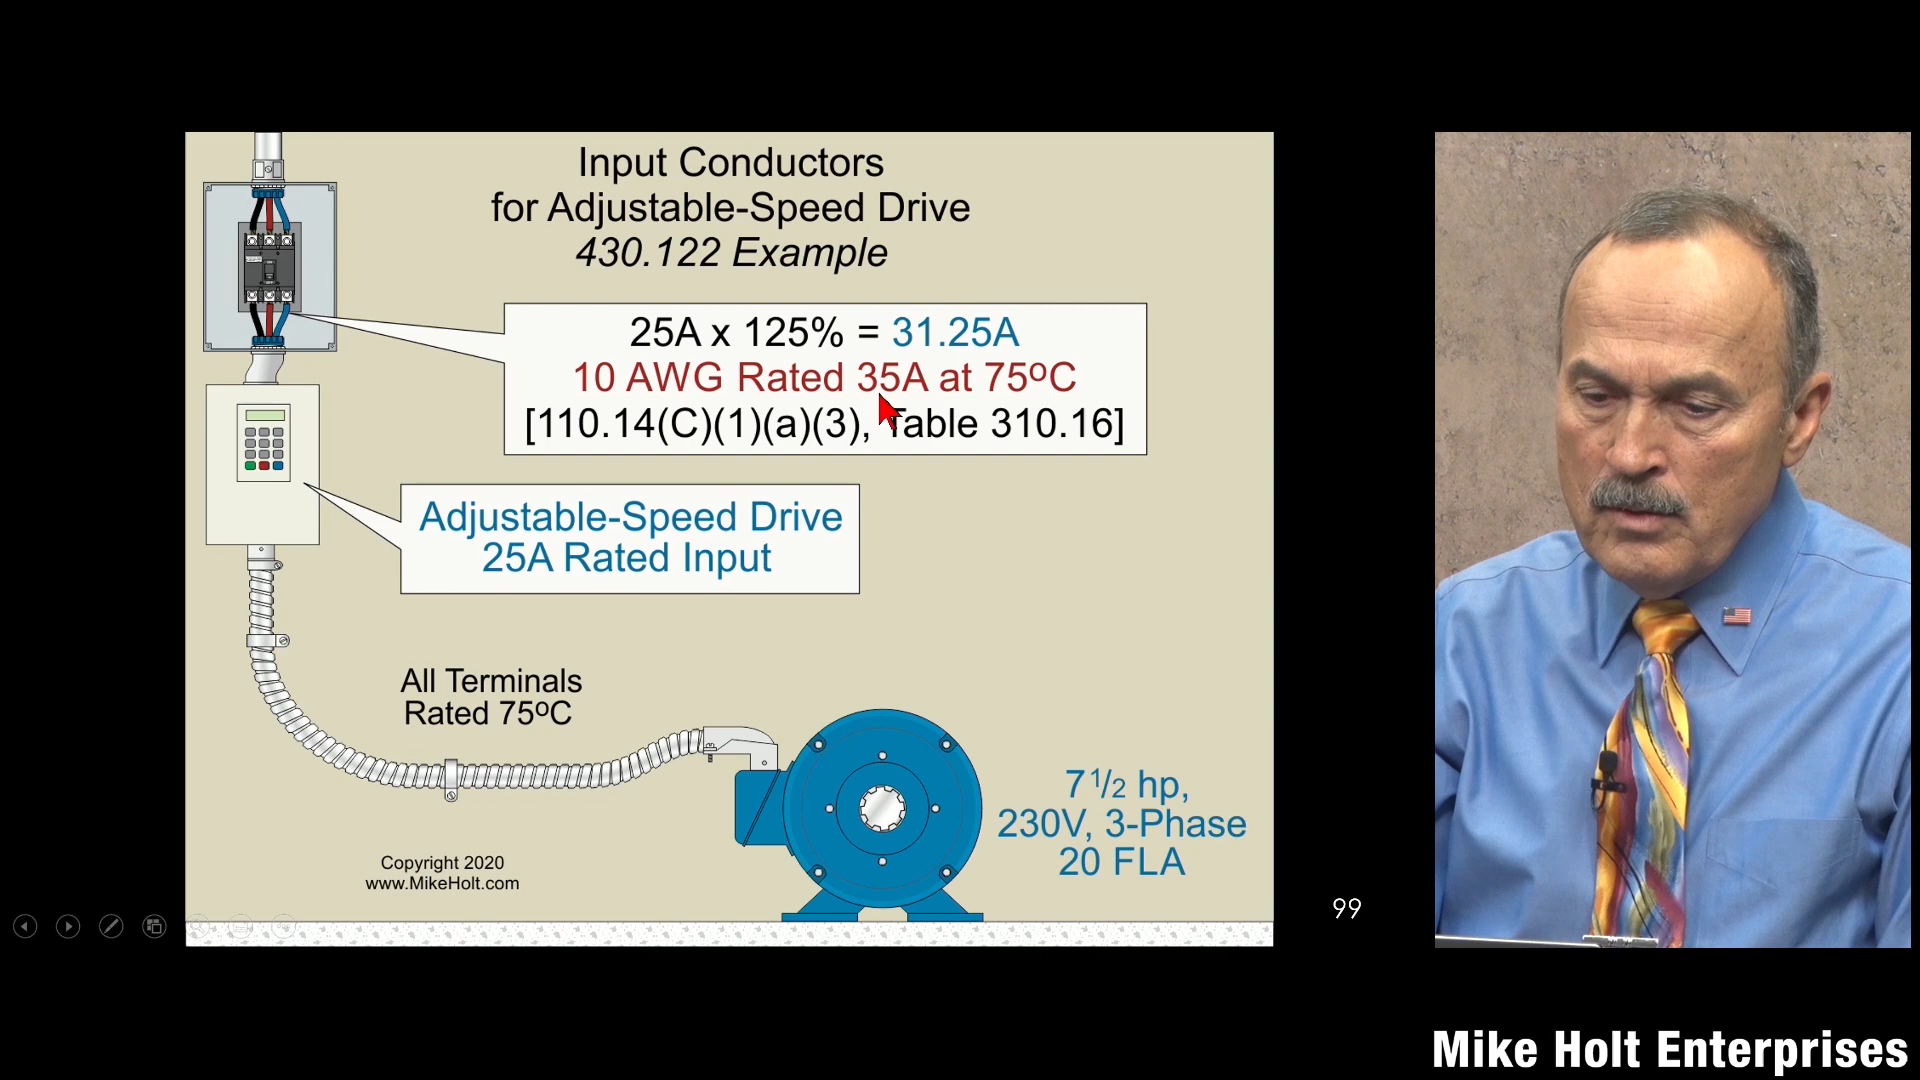 Input Conductors
for Adjustable-Speed Drive
430.122 Example
25A x 125% = 31.25A
10 AWG Rated 35A at 75ºC
[110.14(C)(1)(a)(3), Table 310.16]
Adjustable-Speed Drive
25A Rated Input
All Terminals
Rated 75ºC
7 1/2 hp,
230V, 3-Phase
20 FLA
Copyright 2020
www.MikeHolt.com
99
Mike Holt Enterprises